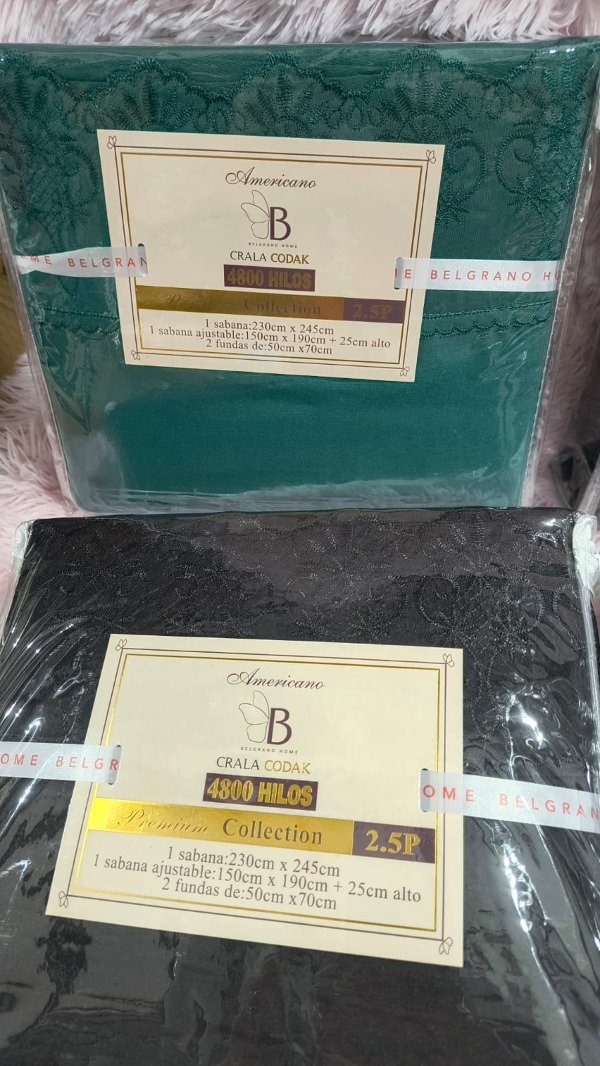 Americano
B
BELGRANO HOME
CRALA CODAK
4800 HILOS
ME BELGRAN
IE BELGRANO H
Premium Collection 2.5P
1 sabana:230cm x 245cm
1 sabana ajustable:150cm x 190cm + 25cm alto
2 fundas de:50cm x70cm
Americano
B
BELGRANO HOME
CRALA CODAK
4800 HILOS
OME BELGR
OME BELGRAN
Premium Collection 2.5P
1 sabana:230cm x 245cm
1 sabana ajustable:150cm x 190cm + 25cm alto
2 fundas de:50cm x70cm